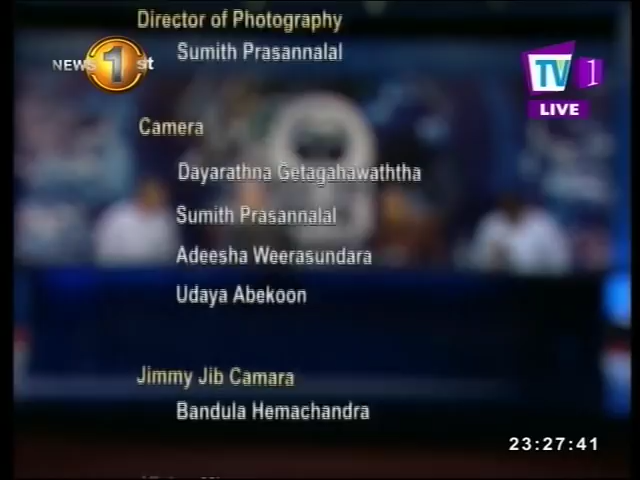 Director of Photography
Sumith Prasannalal
NEWS 1st
TV 1
LIVE
Camera
Dayarathna Getagahawaththa
Sumith Prasannalal
Adeesha Weerasundara
Udaya Abekoon
Jimmy Jib Camara
Bandula Hemachandra
23:27:41